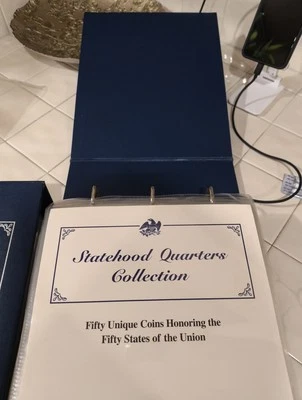 Statehood Quarters
Collection
Fifty Unique Coins Honoring the
Fifty States of the Union